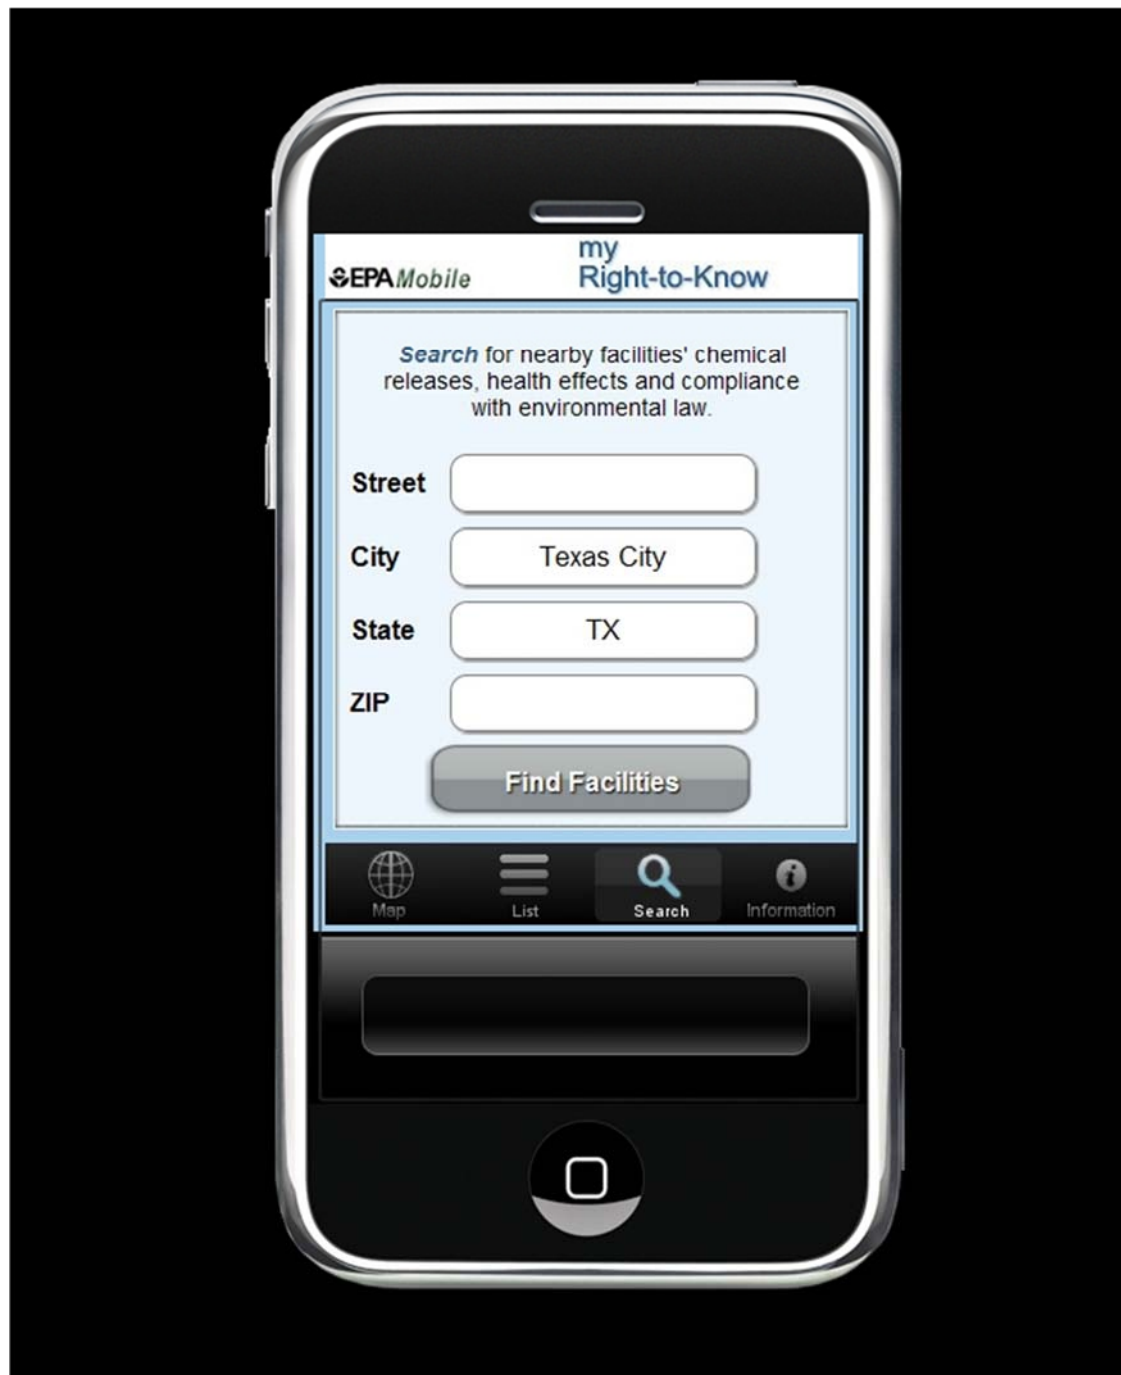 EPA Mobile
my
Right-to-Know
Search for nearby facilities' chemical
releases, health effects and compliance
with environmental law.
Street
City Texas City
State TX
ZIP
Find Facilities
Map List Search Information